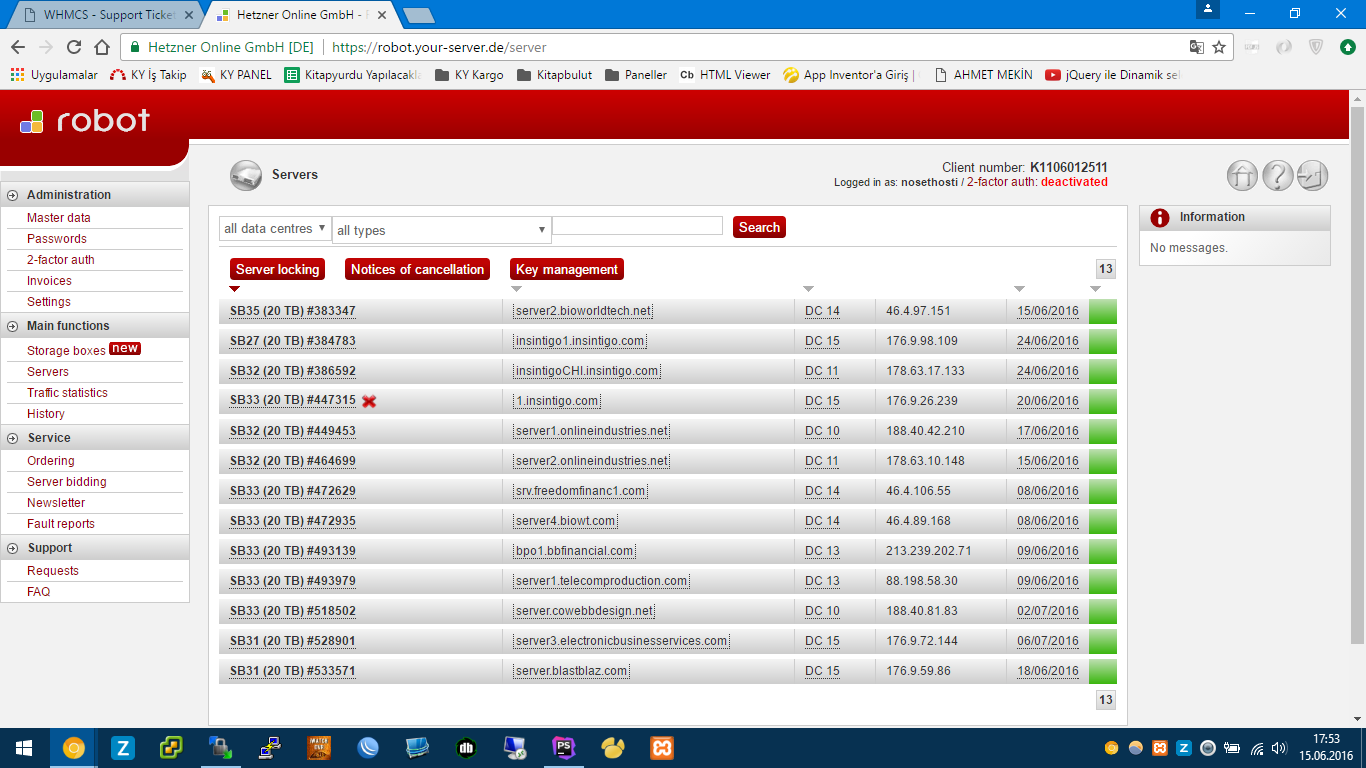 WHMCS - Support Ticket
Hetzner Online GmbH -
Hetzner Online GmbH [DE] https://robot.your-server.de/server
Uygulamalar KY İş Takip KY PANEL Kitapyurdu Yapılacakla KY Kargo Kitapbulut Paneller Cb HTML Viewer App Inventor'a Giriş | AHMET MEKİN jQuery ile Dinamik sel
robot
Servers
Client number: K1106012511
Logged in as: nosethosti / 2-factor auth: deactivated
Administration
Master data
Passwords
2-factor auth
Invoices
Settings
Main functions
Storage boxes new
Servers
Traffic statistics
History
Service
Ordering
Server bidding
Newsletter
Fault reports
Support
Requests
FAQ
all data centres all types Search
Server locking Notices of cancellation Key management 13
SB35 (20 TB) #383347 server2.bioworldtech.net DC 14 46.4.97.151 15/06/2016
SB27 (20 TB) #384783 insintigo1.insintigo.com DC 15 176.9.98.109 24/06/2016
SB32 (20 TB) #386592 insintigoCHI.insintigo.com DC 11 178.63.17.133 24/06/2016
SB33 (20 TB) #447315 1.insintigo.com DC 15 176.9.26.239 20/06/2016
SB32 (20 TB) #449453 server1.onlineindustries.net DC 10 188.40.42.210 17/06/2016
SB32 (20 TB) #464699 server2.onlineindustries.net DC 11 178.63.10.148 15/06/2016
SB33 (20 TB) #472629 srv.freedomfinanc1.com DC 14 46.4.106.55 08/06/2016
SB33 (20 TB) #472935 server4.biowt.com DC 14 46.4.89.168 08/06/2016
SB33 (20 TB) #493139 bpo1.bbfinancial.com DC 13 213.239.202.71 09/06/2016
SB33 (20 TB) #493979 server1.telecomproduction.com DC 13 88.198.58.30 09/06/2016
SB33 (20 TB) #518502 server.cowebbdesign.net DC 10 188.40.81.83 02/07/2016
SB31 (20 TB) #528901 server3.electronicbusinesservices.com DC 15 176.9.72.144 06/07/2016
SB31 (20 TB) #533571 server.blastblaz.com DC 15 176.9.59.86 18/06/2016
13
Information
No messages.
17:53
15.06.2016